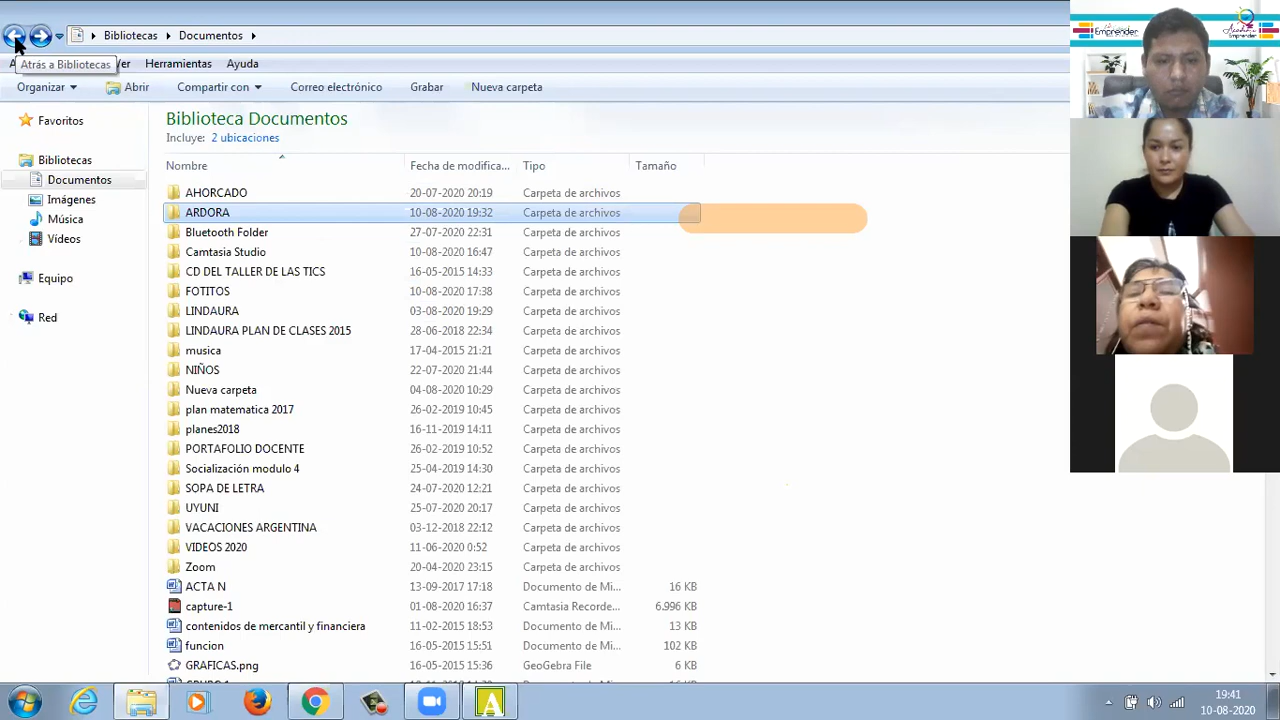 Bibliotecas
Documentos
Atrás a Bibliotecas
Ver
Herramientas
Ayuda
Organizar
Abrir
Compartir con
Correo electrónico
Nueva carpeta
Favoritos
Bibliotecas
Documentos
Imágenes
Música
Vídeos
Equipo
Red
Biblioteca Documentos
Incluye: 2 ubicaciones
Nombre Fecha de modifica... Tipo Tamaño
AHORCADO 20-07-2020 20:19 Carpeta de archivos
ARDORA 10-08-2020 19:32 Carpeta de archivos
Bluetooth Folder 27-07-2020 12:31 Carpeta de archivos
Camtasia Studio 10-08-2020 16:47 Carpeta de archivos
CD DEL TALLER DE LAS TICS Carpeta de archivos
FOTITOS Carpeta de archivos
LINDAURA 03-08-2020 19:29 Carpeta de archivos
LINDAURA PLAN DE CLASES 2015 28-06-2018 22:34 Carpeta de archivos
musica 17-04-2015 21:21 Carpeta de archivos
NIÑOS 22-07-2020 21:44 Carpeta de archivos
Nueva carpeta 04-08-2020 10:29 Carpeta de archivos
plan matematica 2017 26-02-2019 10:45 Carpeta de archivos
planes2018 16-11-2019 14:11 Carpeta de archivos
PORTAFOLIO DOCENTE 26-02-2019 10:52 Carpeta de archivos
Socialización modulo 4 27-02-2019 14:30 Carpeta de archivos
SOPA DE LETRA 24-07-2020 12:21 Carpeta de archivos
UYUNI 25-07-2020 20:17 Carpeta de archivos
VACACIONES ARGENTINA 03-12-2018 22:12 Carpeta de archivos
VIDEOS 2020 11-06-2020 0:52 Carpeta de archivos
Zoom 20-04-2020 23:15 Carpeta de archivos
ACTA N 13-09-2017 17:18 Documento de Mi... 16 KB
capture-1 01-08-2020 16:37 Camtasia Recorde... 6.996 KB
contenidos de mercantil y financiera 11-02-2015 18:53 Documento de Mi... 13 KB
funcion 16-05-2015 15:51 Documento de Mi... 102 KB
GRAFICAS.png 16-05-2015 15:36 GeoGebra File 6 KB
Emprender
Emprender
19:41
10-08-2020